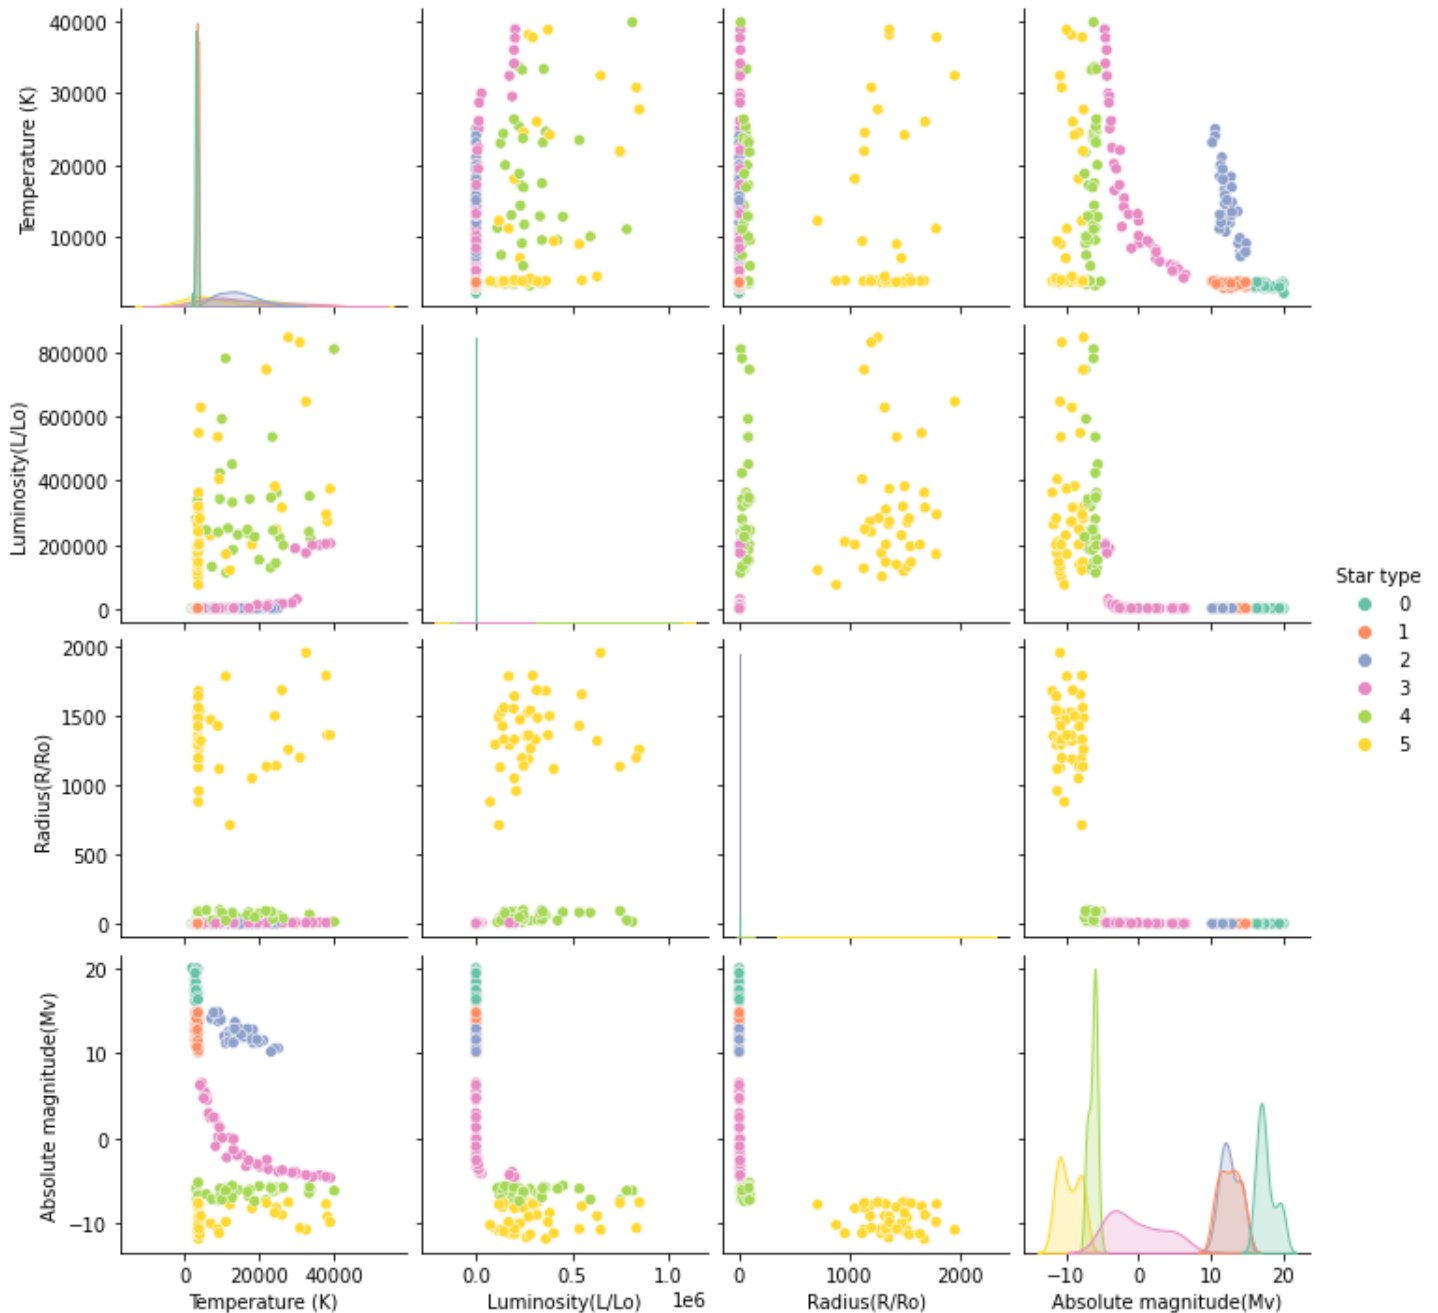 40000
30000
20000
10000
Temperature (K)
800000
600000
400000
200000
0
Luminosity(L/Lo)
Star type
0
1
2
3
4
5
2000
1500
1000
500
0
Radius(R/Ro)
20
10
0
−10
Absolute magnitude(Mv)
0 20000 40000
Temperature (K)
0.0 0.5 1.0
1e6
Luminosity(L/Lo)
0 1000 2000
Radius(R/Ro)
−10 0 10 20
Absolute magnitude(Mv)